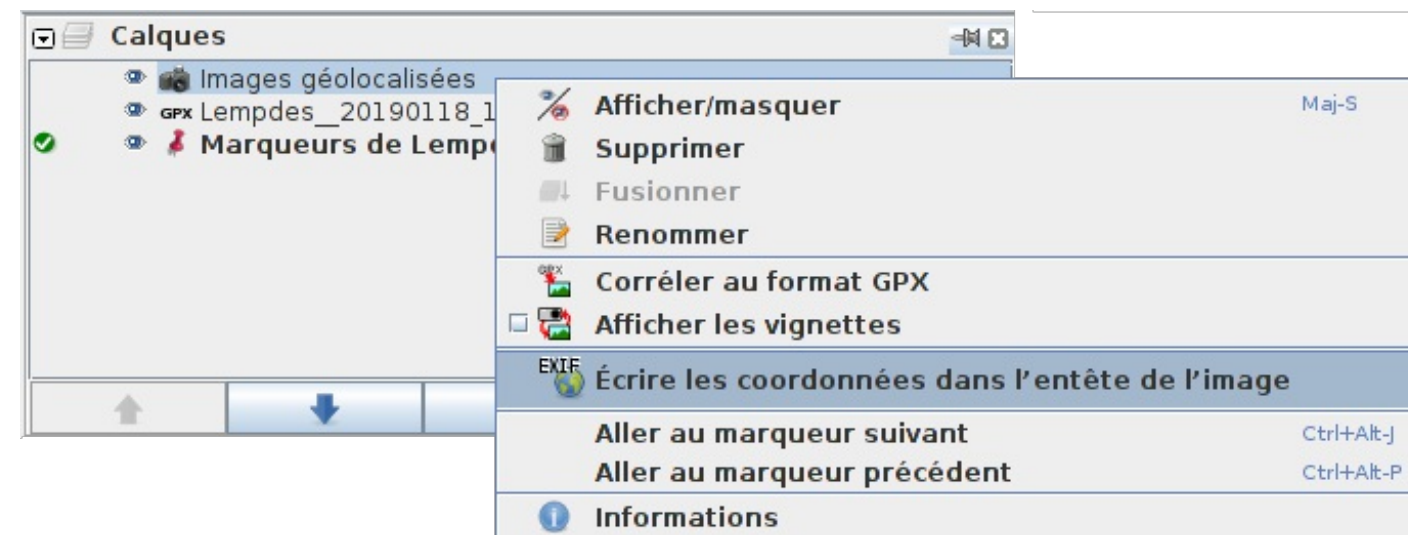 Calques
Images géolocalisées
GPX Lempdes__20190118_1
Marqueurs de Lemp
Afficher/masquer Maj-S
Supprimer
Fusionner
Renommer
GPX Corréler au format GPX
Afficher les vignettes
EXIF Écrire les coordonnées dans l’entête de l’image
Aller au marqueur suivant Ctrl+Alt-J
Aller au marqueur précédent Ctrl+Alt-P
Informations